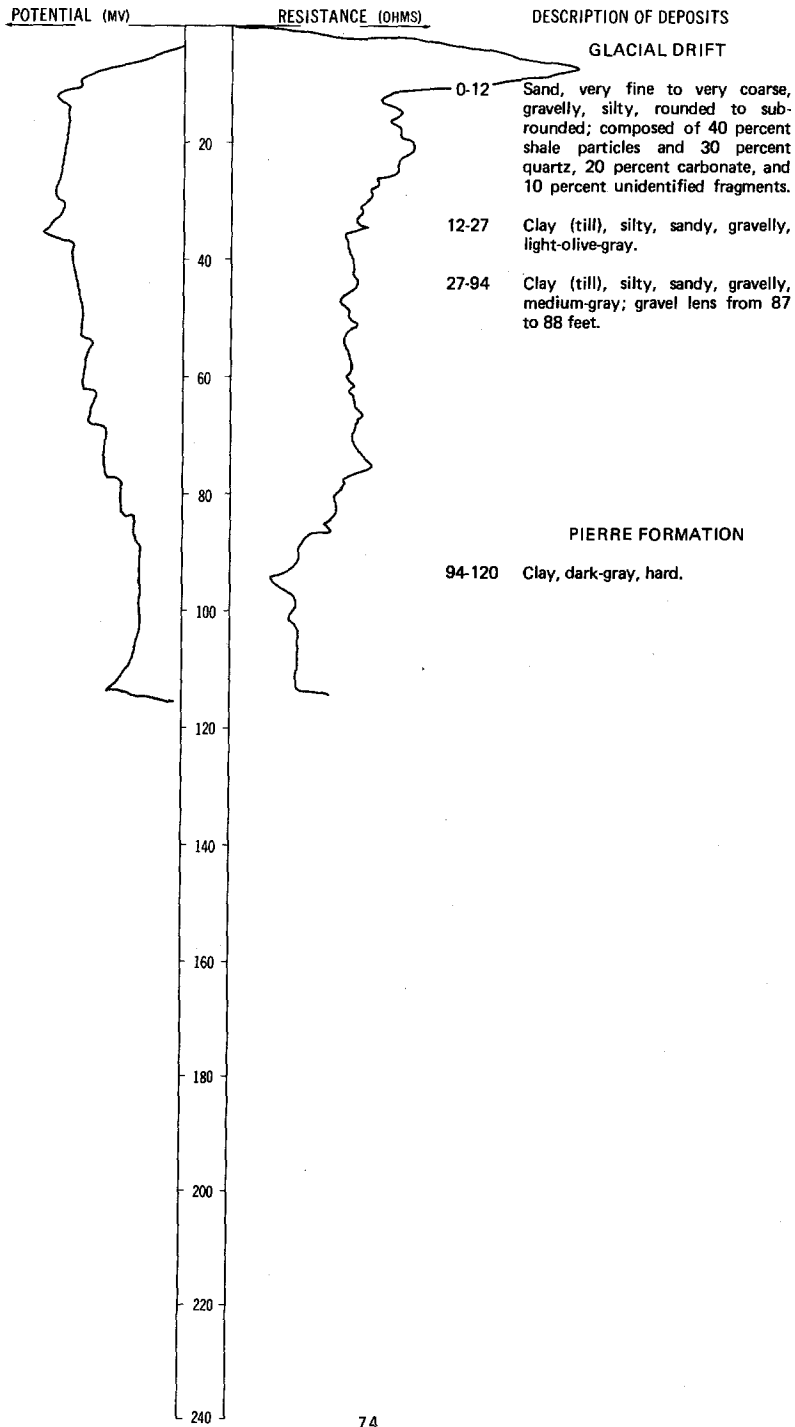 POTENTIAL (MV) RESISTANCE (OHMS) DESCRIPTION OF DEPOSITS
GLACIAL DRIFT
0-12 Sand, very fine to very coarse,
gravelly, silty, rounded to sub-
rounded; composed of 40 percent
shale particles and 30 percent
quartz, 20 percent carbonate, and
10 percent unidentified fragments.
12-27 Clay (till), silty, sandy, gravelly,
light-olive-gray.
27-94 Clay (till), silty, sandy, gravelly,
medium-gray; gravel lens from 87
to 88 feet.
PIERRE FORMATION
94-120 Clay, dark-gray, hard.
20
40
60
80
100
120
140
160
180
200
220
240
74